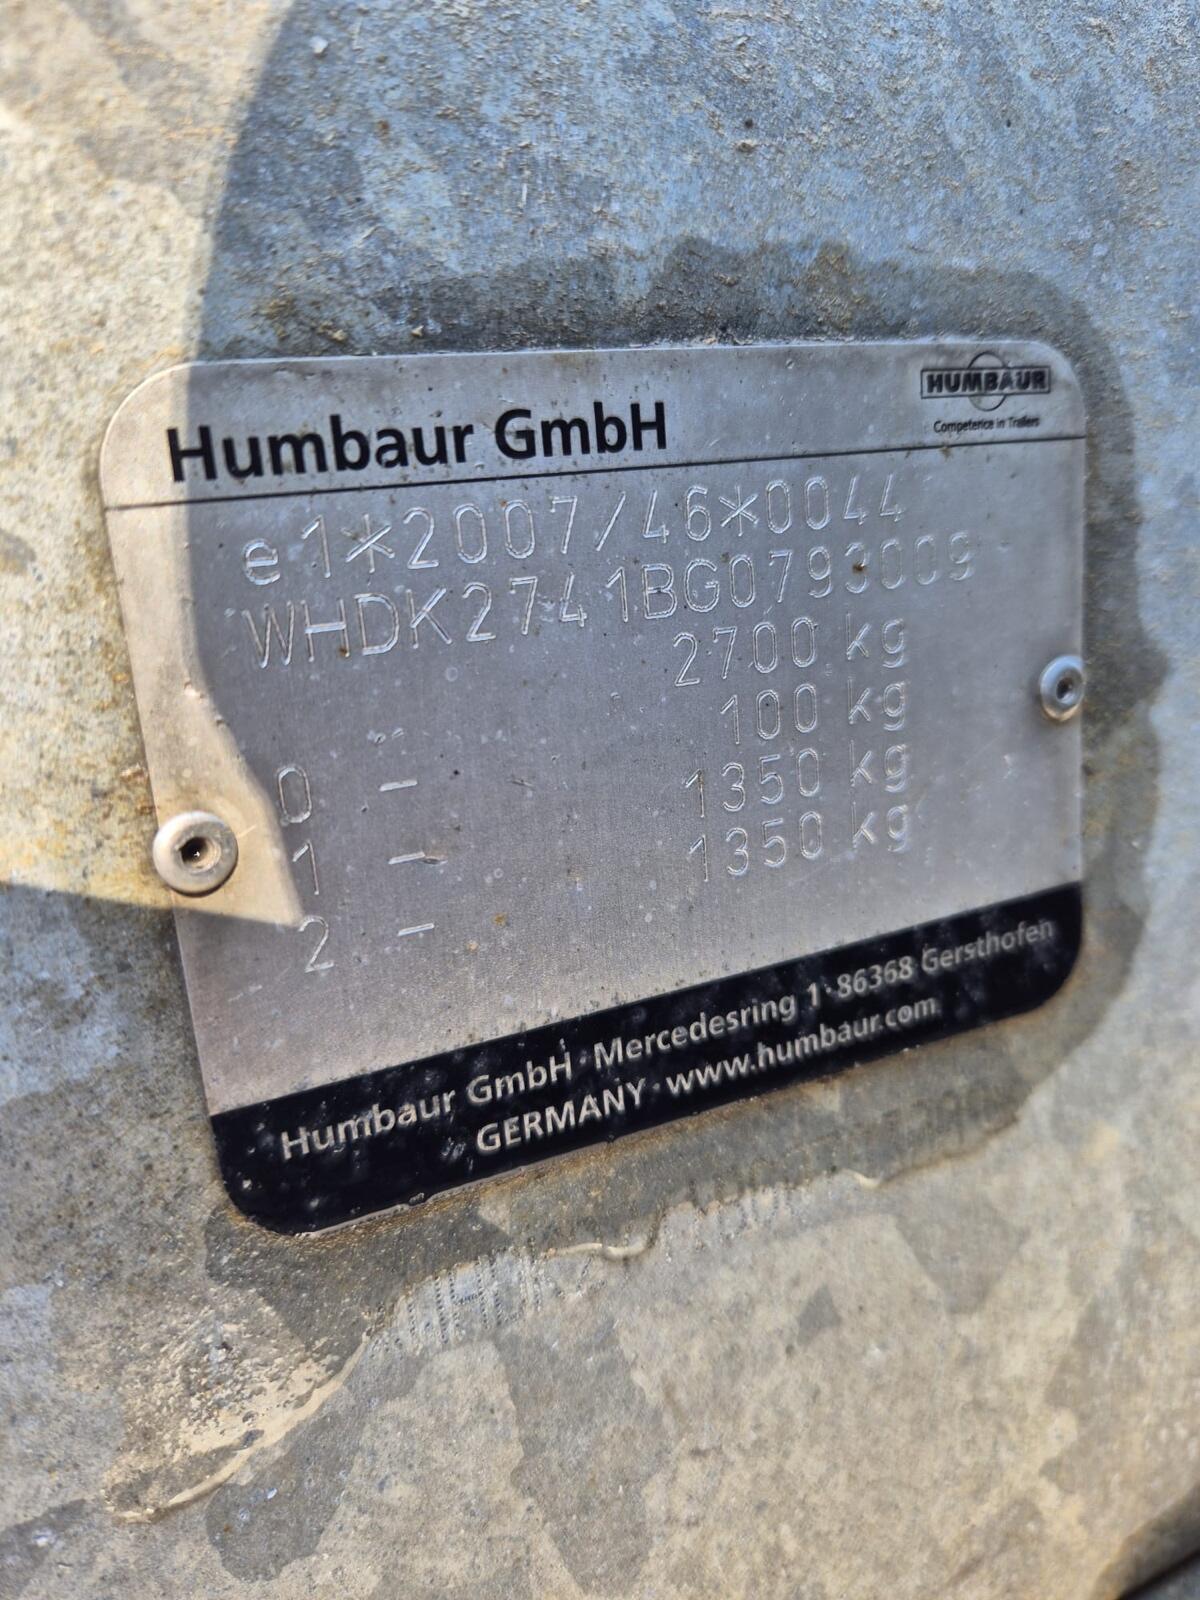 HUMBAUR
Competence in Trailers
Humbaur GmbH
e1*2007/46*0044
WHDK2741BG0793009
2700 kg
0 - 100 kg
1 - 1350 kg
2 - 1350 kg
Humbaur GmbH · Mercedesring 1 · 86368 Gersthofen
GERMANY · www.humbaur.com